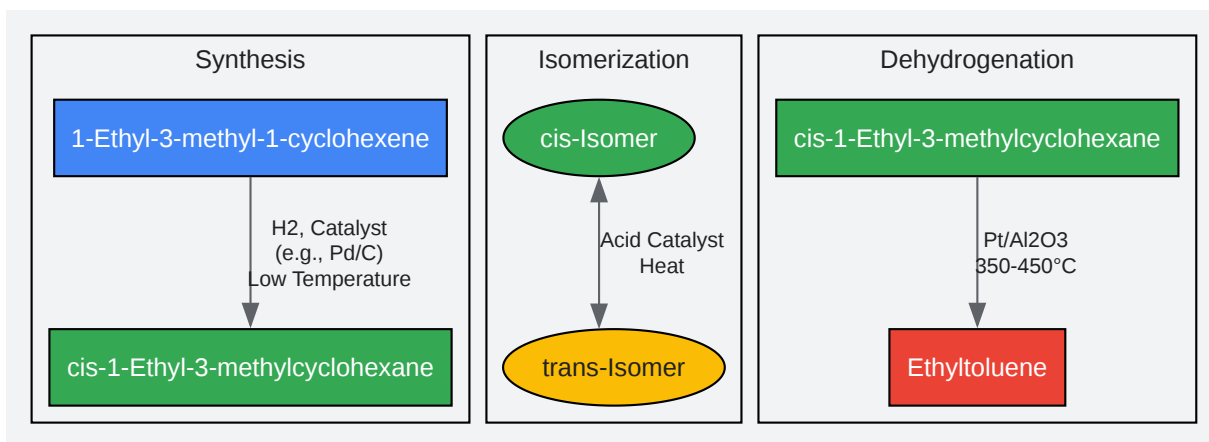 Synthesis
1-Ethyl-3-methyl-1-cyclohexene
H2, Catalyst
(e.g., Pd/C)
Low Temperature
cis-1-Ethyl-3-methylcyclohexane
Isomerization
cis-Isomer
Acid Catalyst
Heat
trans-Isomer
Dehydrogenation
cis-1-Ethyl-3-methylcyclohexane
Pt/Al2O3
350-450°C
Ethyltoluene